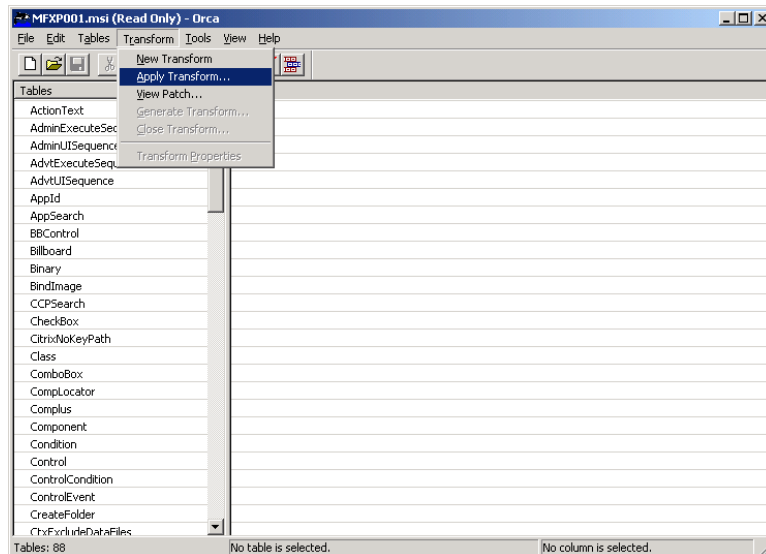 MFXP001.msi (Read Only) - Orca
File Edit Tables Transform Tools View Help
New Transform
Apply Transform...
View Patch...
Generate Transform...
Close Transform...
Transform Properties
Tables
ActionText
AdminExecuteSeq
AdminUISequence
AdvtExecuteSequ
AdvtUISequence
AppId
AppSearch
BBControl
Billboard
Binary
BindImage
CCPSearch
CheckBox
CitrixNoKeyPath
Class
ComboBox
CompLocator
Complus
Component
Condition
Control
ControlCondition
ControlEvent
CreateFolder
CtxExcludeDataFiles
Tables: 88 No table is selected. No column is selected.